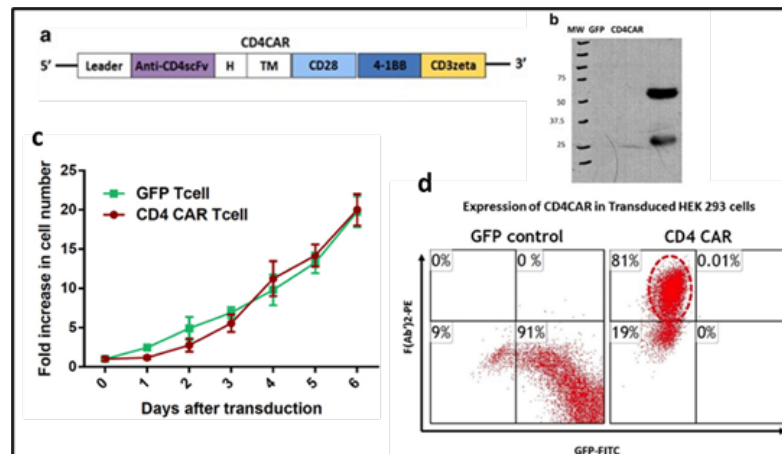 a
CD4CAR
5′ Leader Anti-CD4scFv H TM CD28 4-1BB CD3zeta 3′
b
MW GFP CD4CAR
75
50
37.5
25
c
Fold increase in cell number
25
20
15
10
5
0
GFP Tcell
CD4 CAR Tcell
0 1 2 3 4 5 6
Days after transduction
d
Expression of CD4CAR in Transduced HEK 293 cells
GFP control CD4 CAR
0% 0 % 81% 0.01%
9% 91% 19% 0%
F(Ab')2-PE
GFP-FITC